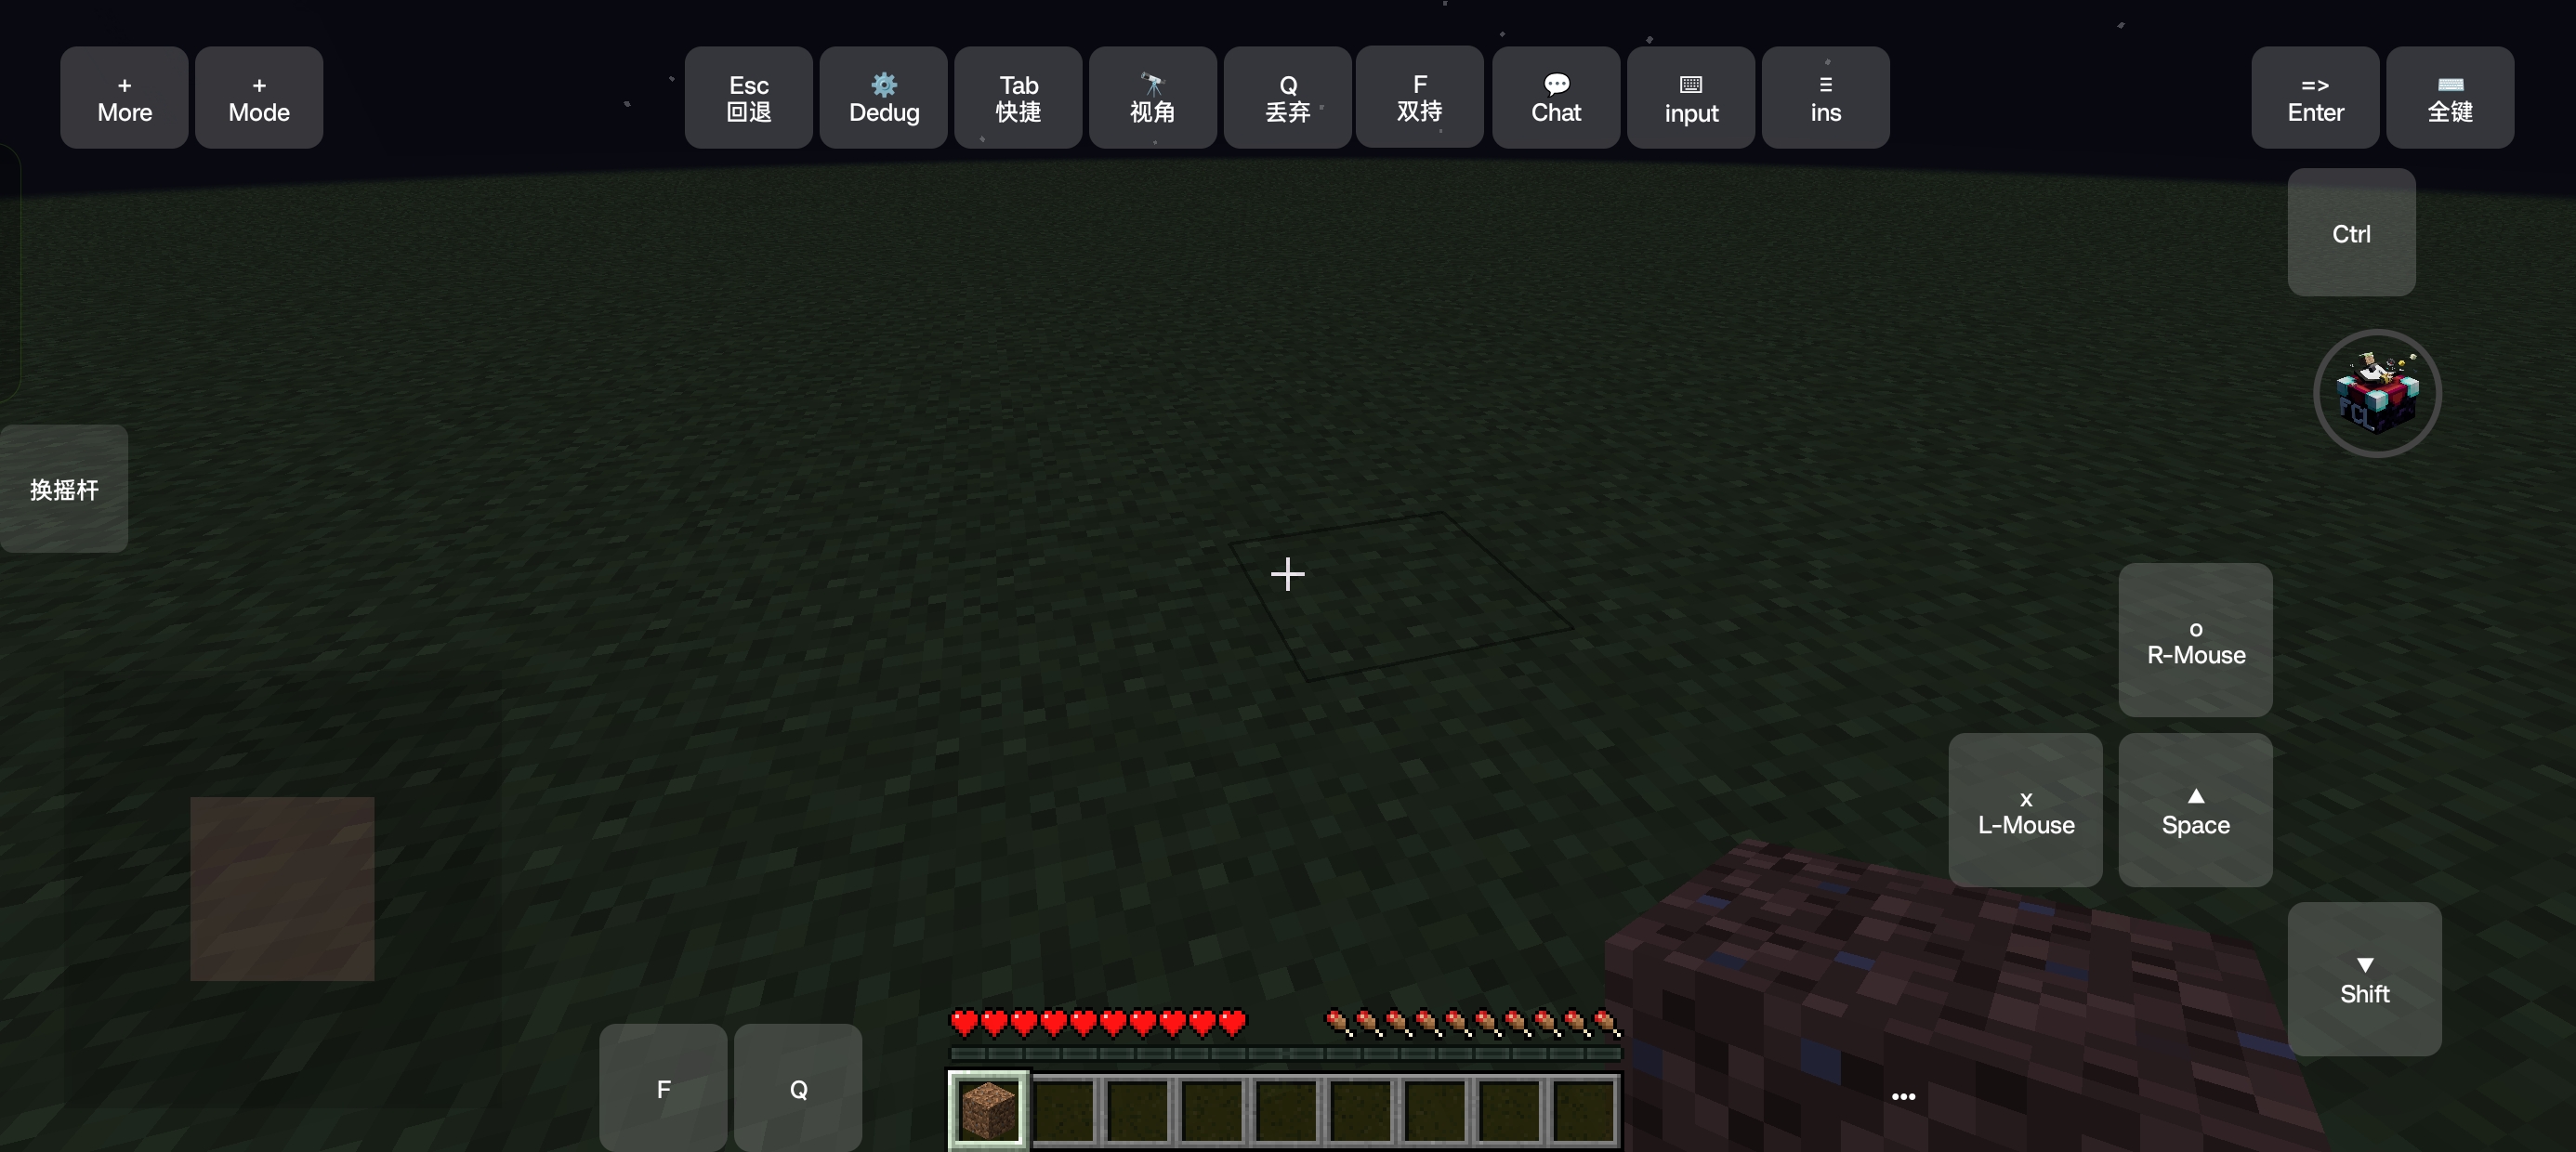 +
More
+
Mode
Esc
回退
Dedug
Tab
快捷
视角
Q
丢弃
F
双持
Chat
input
ins
=>
Enter
全键
Ctrl
FCL
换摇杆
o
R-Mouse
x
L-Mouse
▲
Space
▼
Shift
F
Q
...